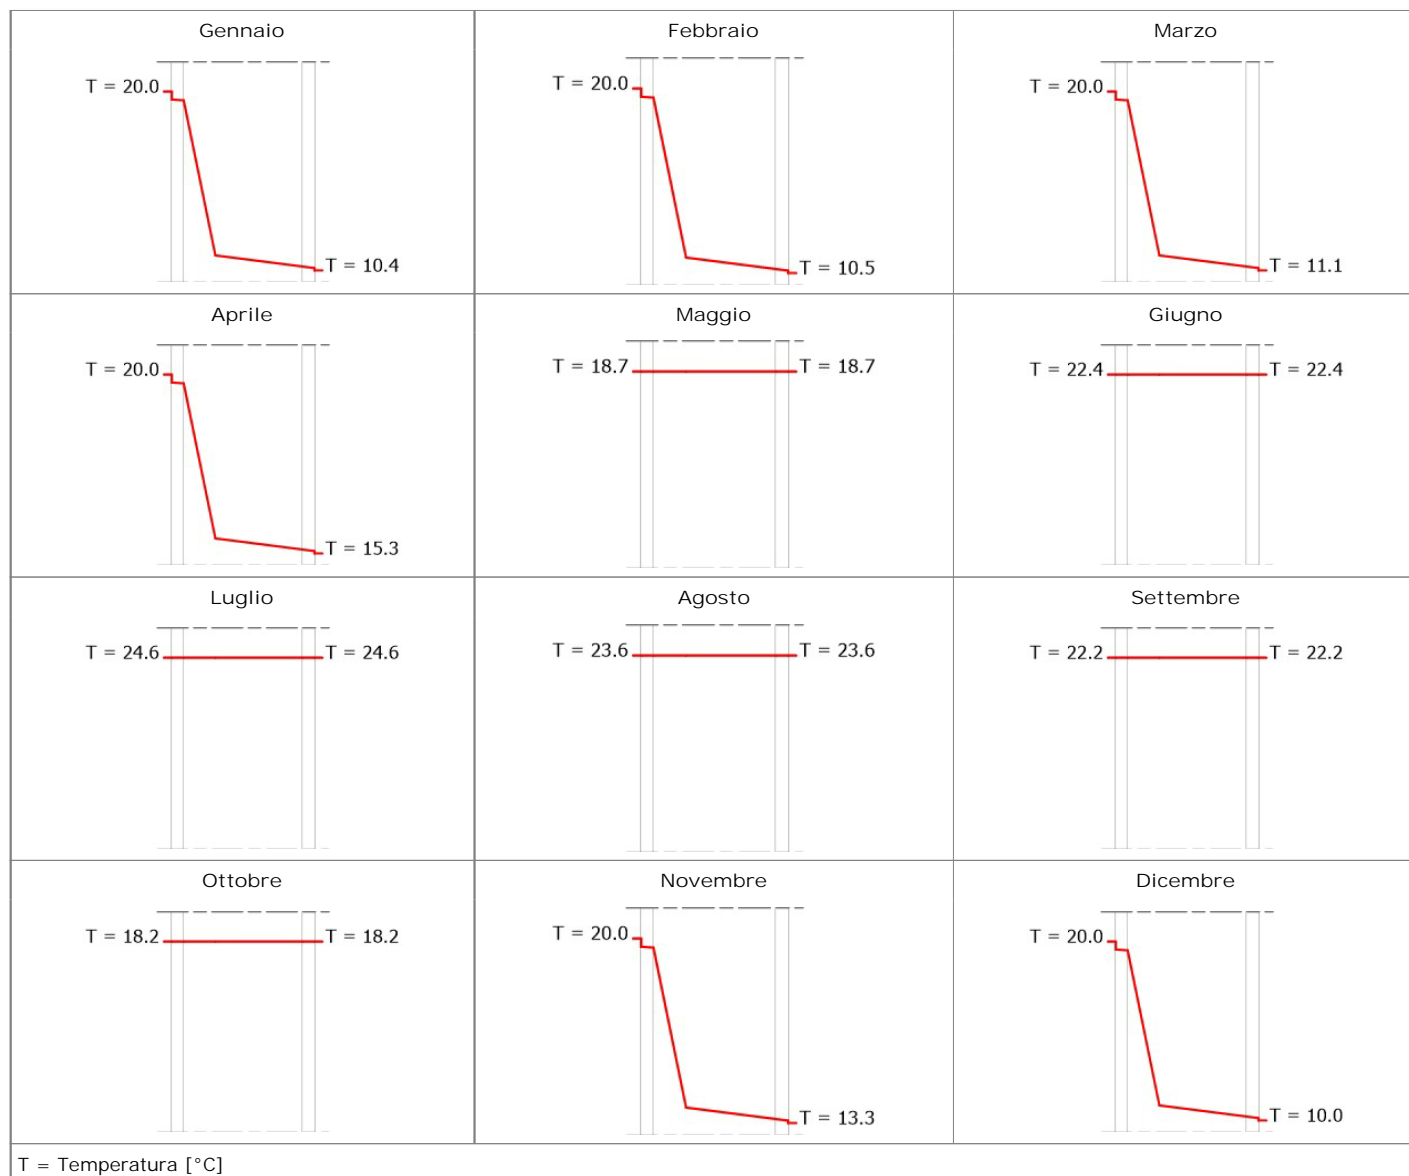 Gennaio
T = 20.0
T = 10.4
Febbraio
T = 20.0
T = 10.5
Marzo
T = 20.0
T = 11.1
Aprile
T = 20.0
T = 15.3
Maggio
T = 18.7
T = 18.7
Giugno
T = 22.4
T = 22.4
Luglio
T = 24.6
T = 24.6
Agosto
T = 23.6
T = 23.6
Settembre
T = 22.2
T = 22.2
Ottobre
T = 18.2
T = 18.2
Novembre
T = 20.0
T = 13.3
Dicembre
T = 20.0
T = 10.0
T = Temperatura [°C]